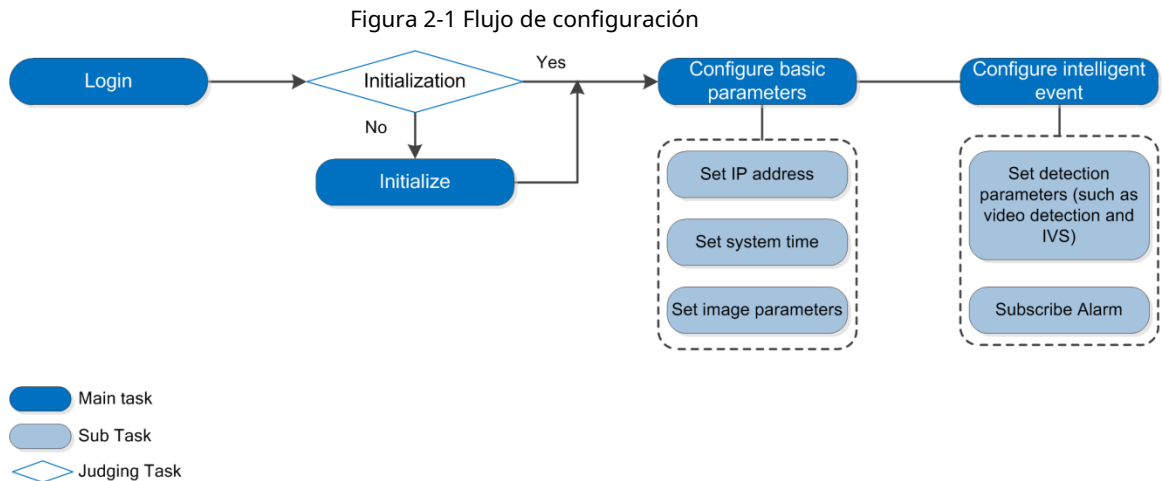 Figura 2-1 Flujo de configuración
Login
Initialization
Yes
No
Initialize
Configure basic
parameters
Set IP address
Set system time
Set image parameters
Configure intelligent
event
Set detection
parameters (such as
video detection and
IVS)
Subscribe Alarm
Main task
Sub Task
Judging Task